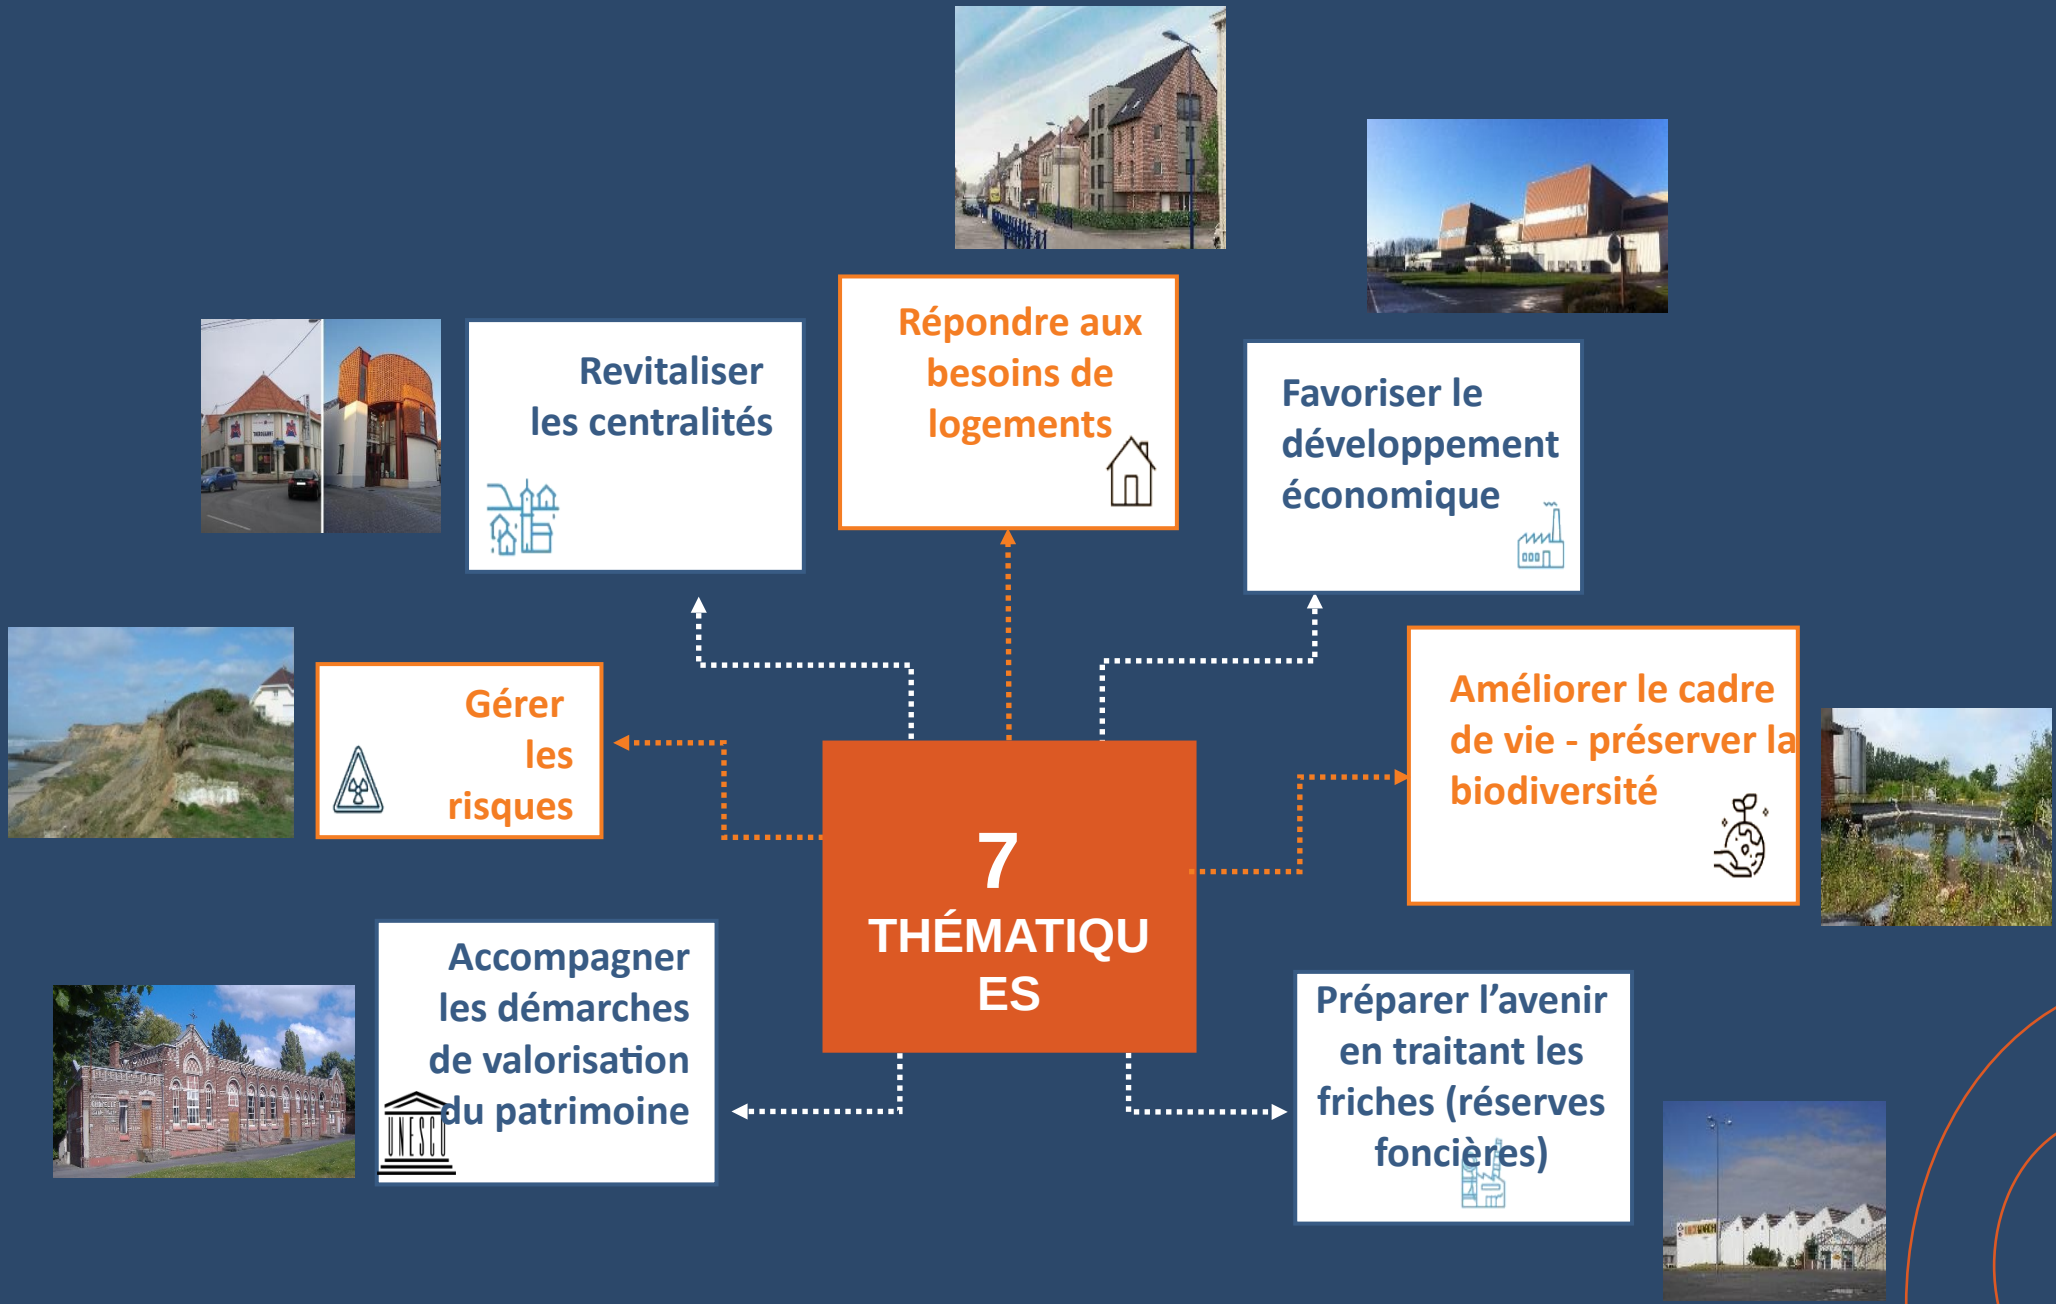 Répondre aux
besoins de
logements
Revitaliser
les centralités
Favoriser le
développement
économique
Gérer
les
risques
Améliorer le cadre
de vie - préserver la
biodiversité
7
THÉMATIQU
ES
Accompagner
les démarches
de valorisation
du patrimoine
UNESCO
Préparer l’avenir
en traitant les
friches (réserves
foncières)